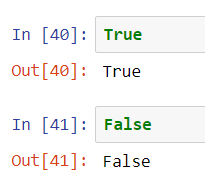 In [40]: True
Out[40]: True
In [41]: False
Out[41]: False